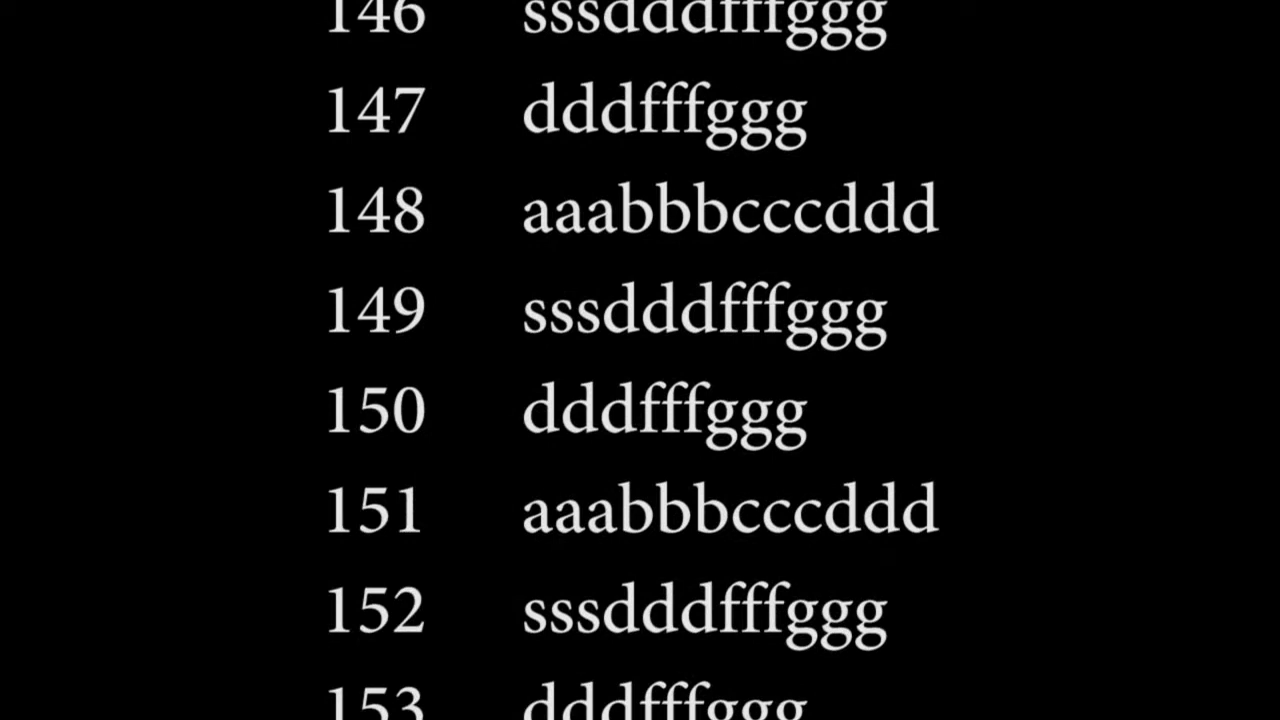 146 sssdddfffggg
147 dddfffggg
148 aaabbbcccddd
149 sssdddfffggg
150 dddfffggg
151 aaabbbcccddd
152 sssdddfffggg
153 dddfffggg